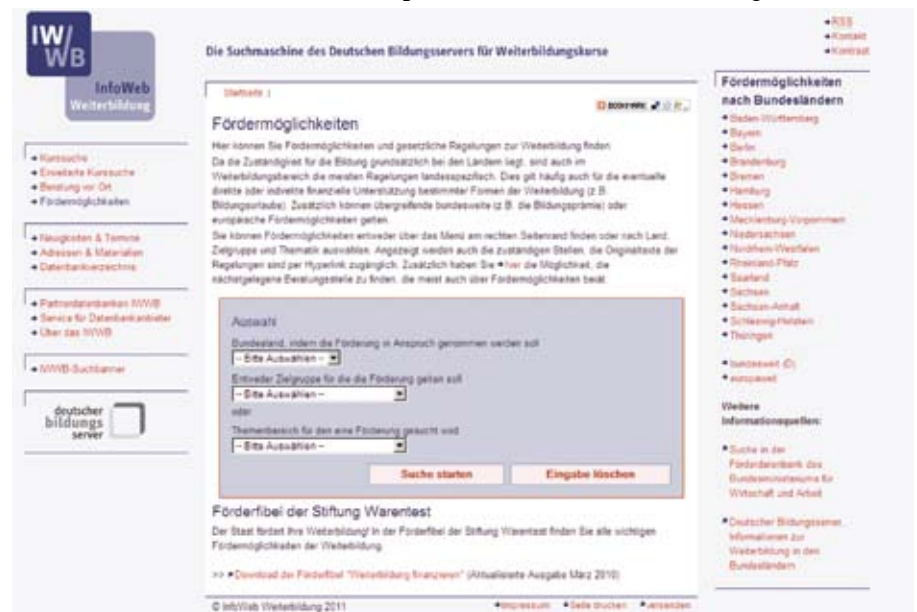 IW/WB
InfoWeb
Weiterbildung
Die Suchmaschine des Deutschen Bildungsservers für Weiterbildungskurse
RSS
Kontakt
Kontrast
Kurssuche
Erweiterte Kurssuche
Beratung vor Ort
Fördermöglichkeiten
Neuigkeiten & Termine
Adressen & Materialien
Datenbankverzeichnis
Partnerdatenbanken IWWB
Service für Datenbankanbieter
Über das IWWB
IWWB-Suchbanner
deutscher
bildungs
server
Startseite |
BOOKMARK
Fördermöglichkeiten
Hier können Sie Fördermöglichkeiten und gesetzliche Regelungen zur Weiterbildung finden.
Da die Zuständigkeit für die Bildung grundsätzlich bei den Ländern liegt, sind auch im
Weiterbildungsbereich die meisten Regelungen landesspezifisch. Dies gilt häufig auch für die eventuelle
direkte oder indirekte finanzielle Unterstützung bestimmter Formen der Weiterbildung (z.B.
Bildungsurlaube). Zusätzlich können übergreifende bundesweite (z.B. die Bildungsprämie) oder
europäische Fördermöglichkeiten gelten.
Sie können Fördermöglichkeiten entweder über das Menü am rechten Seitenrand finden oder nach Land,
Zielgruppe und Thematik auswählen. Angezeigt werden auch die zuständigen Stellen, die Originaltexte der
Regelungen sind per Hyperlink zugänglich. Zusätzlich haben Sie hier die Möglichkeit, die
nächstgelegene Beratungsstelle zu finden, die meist auch über Fördermöglichkeiten berät.
Auswahl
Bundesland, indem die Förderung in Anspruch genommen werden soll
-- Bitte Auswählen --
Entweder Zielgruppe für die die Förderung gelten soll
-- Bitte Auswählen --
oder
Themenbereich für den eine Förderung gesucht wird
-- Bitte Auswählen --
Suche starten
Eingabe löschen
Förderfibel der Stiftung Warentest
Der Staat fördert Ihre Weiterbildung! In der Förderfibel der Stiftung Warentest finden Sie alle wichtigen
Fördermöglichkeiten der Weiterbildung.
>> Download der Förderfibel "Weiterbildung finanzieren" (Aktualisierte Ausgabe März 2010)
© InfoWeb Weiterbildung 2011
Impressum
Seite drucken
versenden
Fördermöglichkeiten
nach Bundesländern
Baden-Württemberg
Bayern
Berlin
Brandenburg
Bremen
Hamburg
Hessen
Mecklenburg-Vorpommern
Niedersachsen
Nordrhein-Westfalen
Rheinland-Pfalz
Saarland
Sachsen
Sachsen-Anhalt
Schleswig-Holstein
Thüringen
bundesweit (D)
europaweit
Weitere
Informationsquellen:
Suche in der
Förderdatenbank des
Bundesministeriums für
Wirtschaft und Arbeit
Deutscher Bildungsserver:
Informationen zur
Weiterbildung in den
Bundesländern